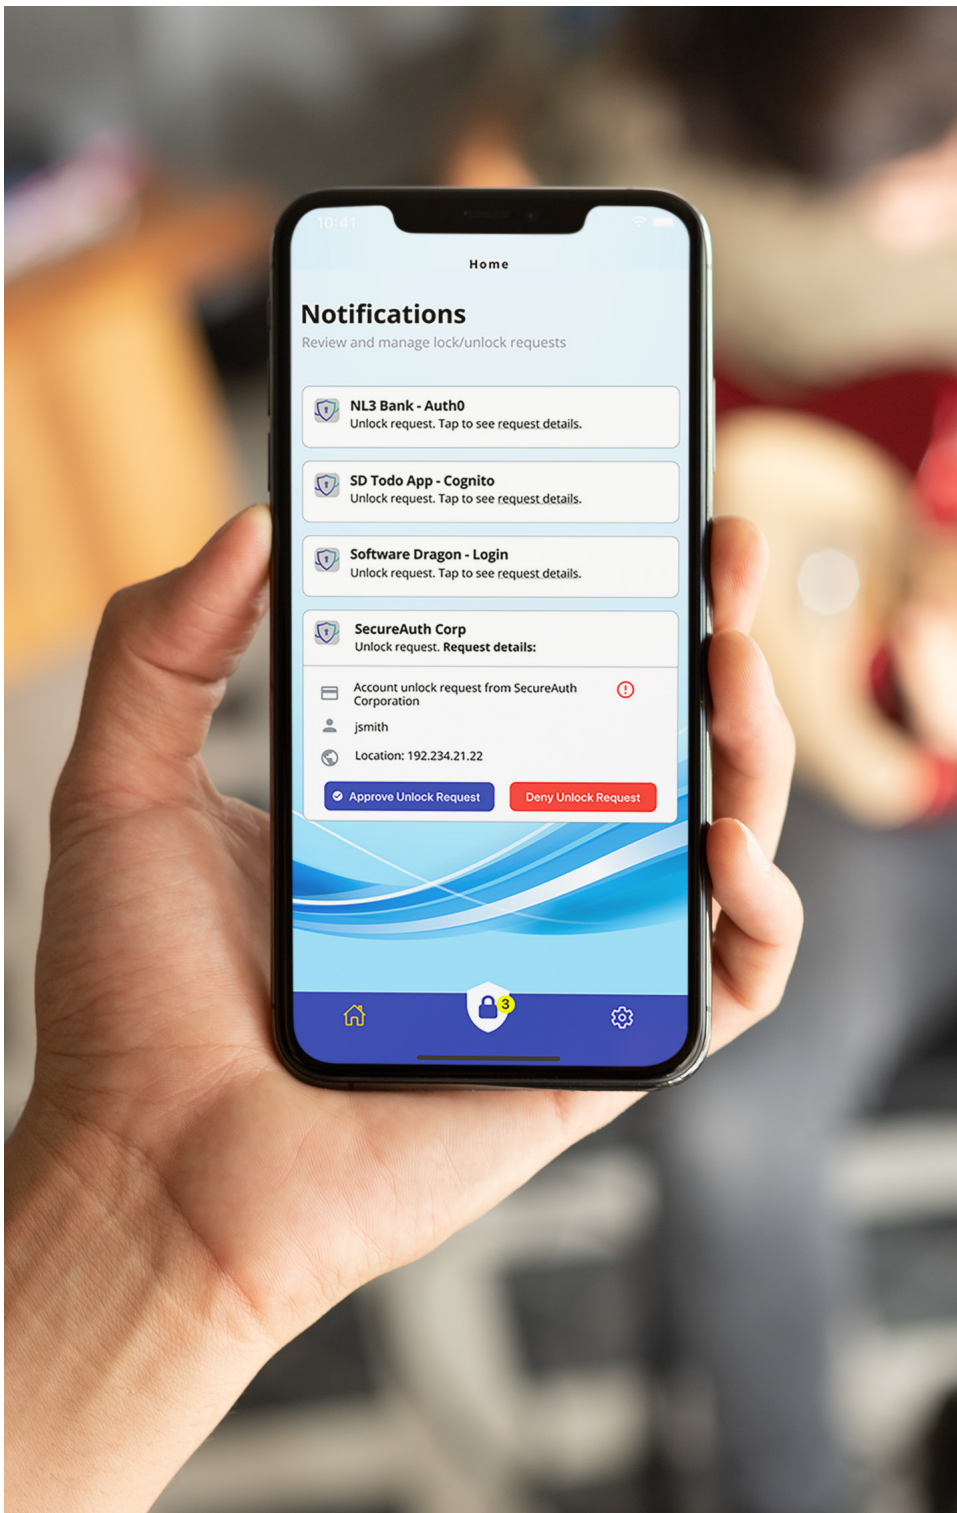 10:41
Home
Notifications
Review and manage lock/unlock requests
NL3 Bank - Auth0
Unlock request. Tap to see request details.
SD Todo App - Cognito
Unlock request. Tap to see request details.
Software Dragon - Login
Unlock request. Tap to see request details.
SecureAuth Corp
Unlock request. Request details:
Account unlock request from SecureAuth
Corporation
jsmith
Location: 192.234.21.22
Approve Unlock Request
Deny Unlock Request
3